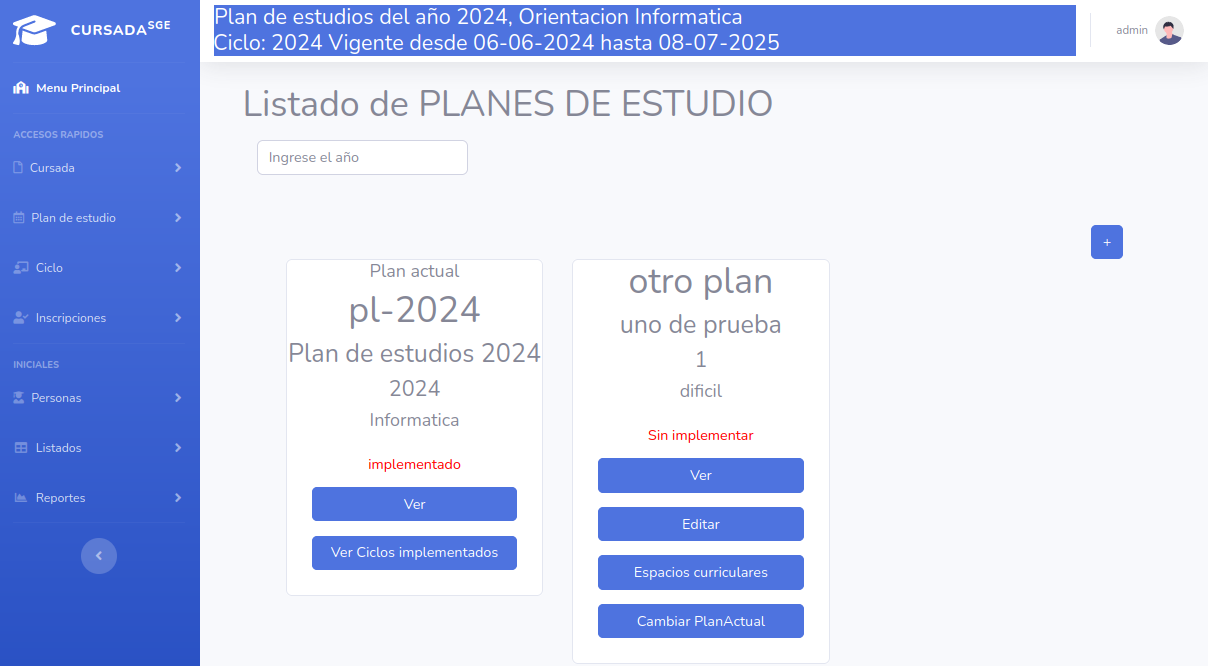 CURSADA SGE
Menu Principal
ACCESOS RAPIDOS
Cursada
Plan de estudio
Ciclo
Inscripciones
INICIALES
Personas
Listados
Reportes
Plan de estudios del año 2024, Orientacion Informatica
Ciclo: 2024 Vigente desde 06-06-2024 hasta 08-07-2025
admin
Listado de PLANES DE ESTUDIO
Ingrese el año
+
Plan actual
pl-2024
Plan de estudios 2024
2024
Informatica
implementado
Ver
Ver Ciclos implementados
otro plan
uno de prueba
1
dificil
Sin implementar
Ver
Editar
Espacios curriculares
Cambiar PlanActual